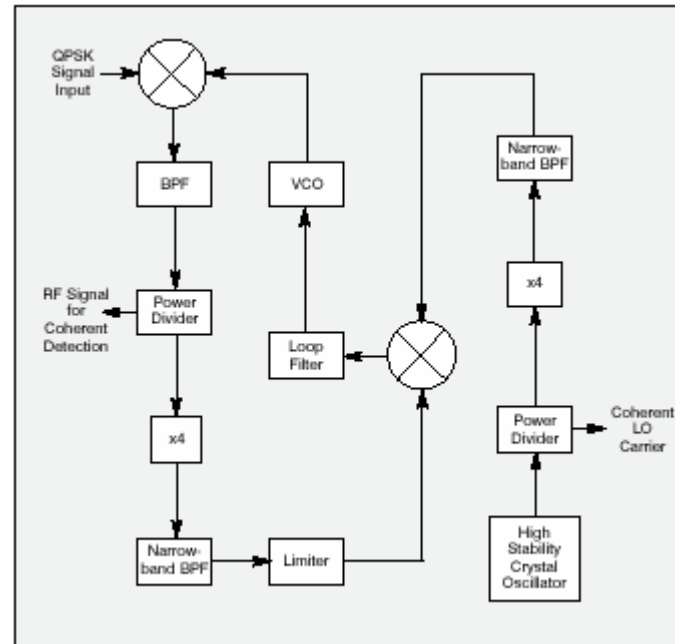 QPSK
Signal
Input
BPF
VCO
Narrow-
band BPF
RF Signal
for
Coherent
Detection
Power
Divider
x4
Loop
Filter
x4
Power
Divider
Coherent
LO
Carrier
Narrow-
band BPF
Limiter
High
Stability
Crystal
Oscillator